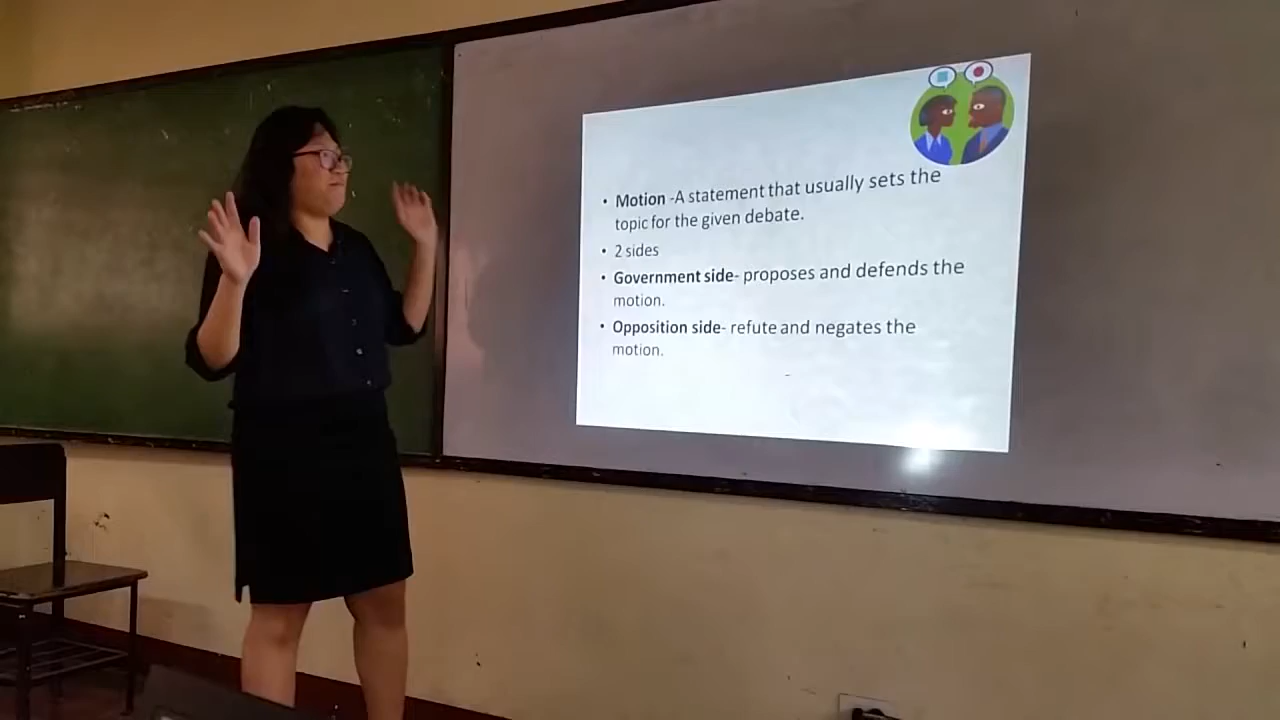 • Motion -A statement that usually sets the
topic for the given debate.
• 2 sides
• Government side- proposes and defends the
motion.
• Opposition side- refute and negates the
motion.